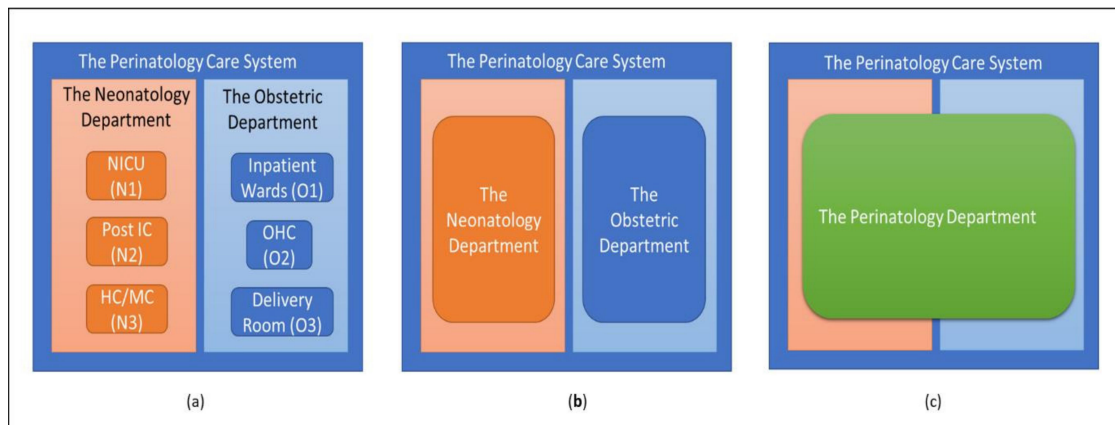 The Perinatology Care System
The Neonatology
Department
NICU
(N1)
Post IC
(N2)
HC/MC
(N3)
The Obstetric
Department
Inpatient
Wards (O1)
OHC
(O2)
Delivery
Room (O3)
(a)
The Perinatology Care System
The
Neonatology
Department
The
Obstetric
Department
(b)
The Perinatology Care System
The Perinatology Department
(c)